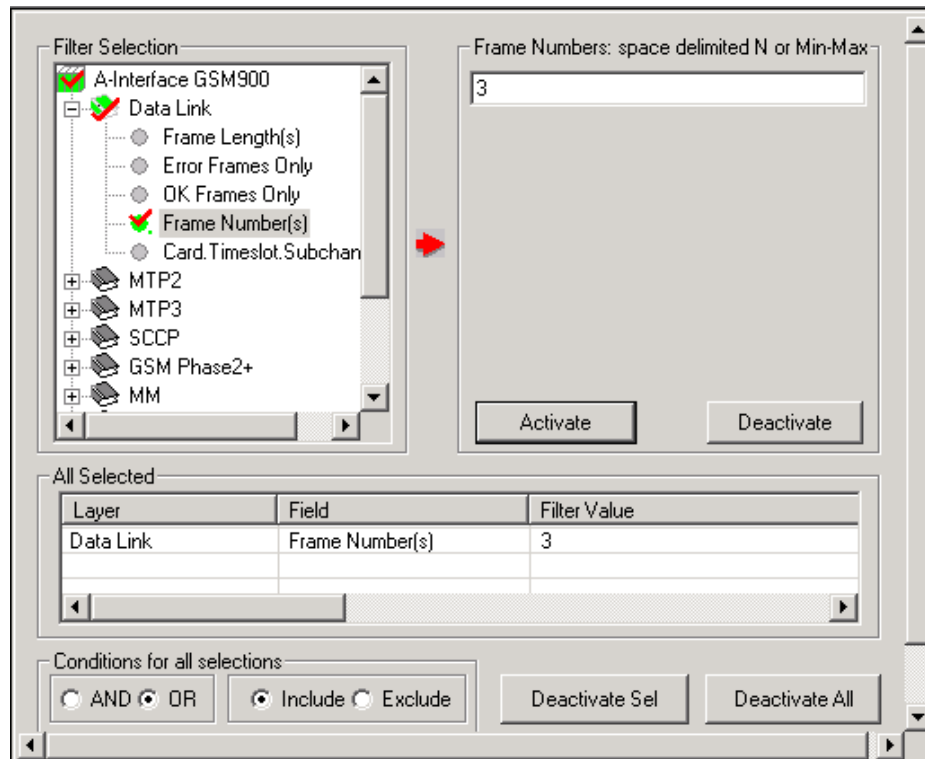 Filter Selection
A-Interface GSM900
Data Link
Frame Length(s)
Error Frames Only
OK Frames Only
Frame Number(s)
Card.Timeslot.Subchan
MTP2
MTP3
SCCP
GSM Phase2+
MM
Frame Numbers: space delimited N or Min-Max
3
Activate
Deactivate
All Selected
Layer Field Filter Value
Data Link Frame Number(s) 3
Conditions for all selections
AND OR Include Exclude
Deactivate Sel
Deactivate All